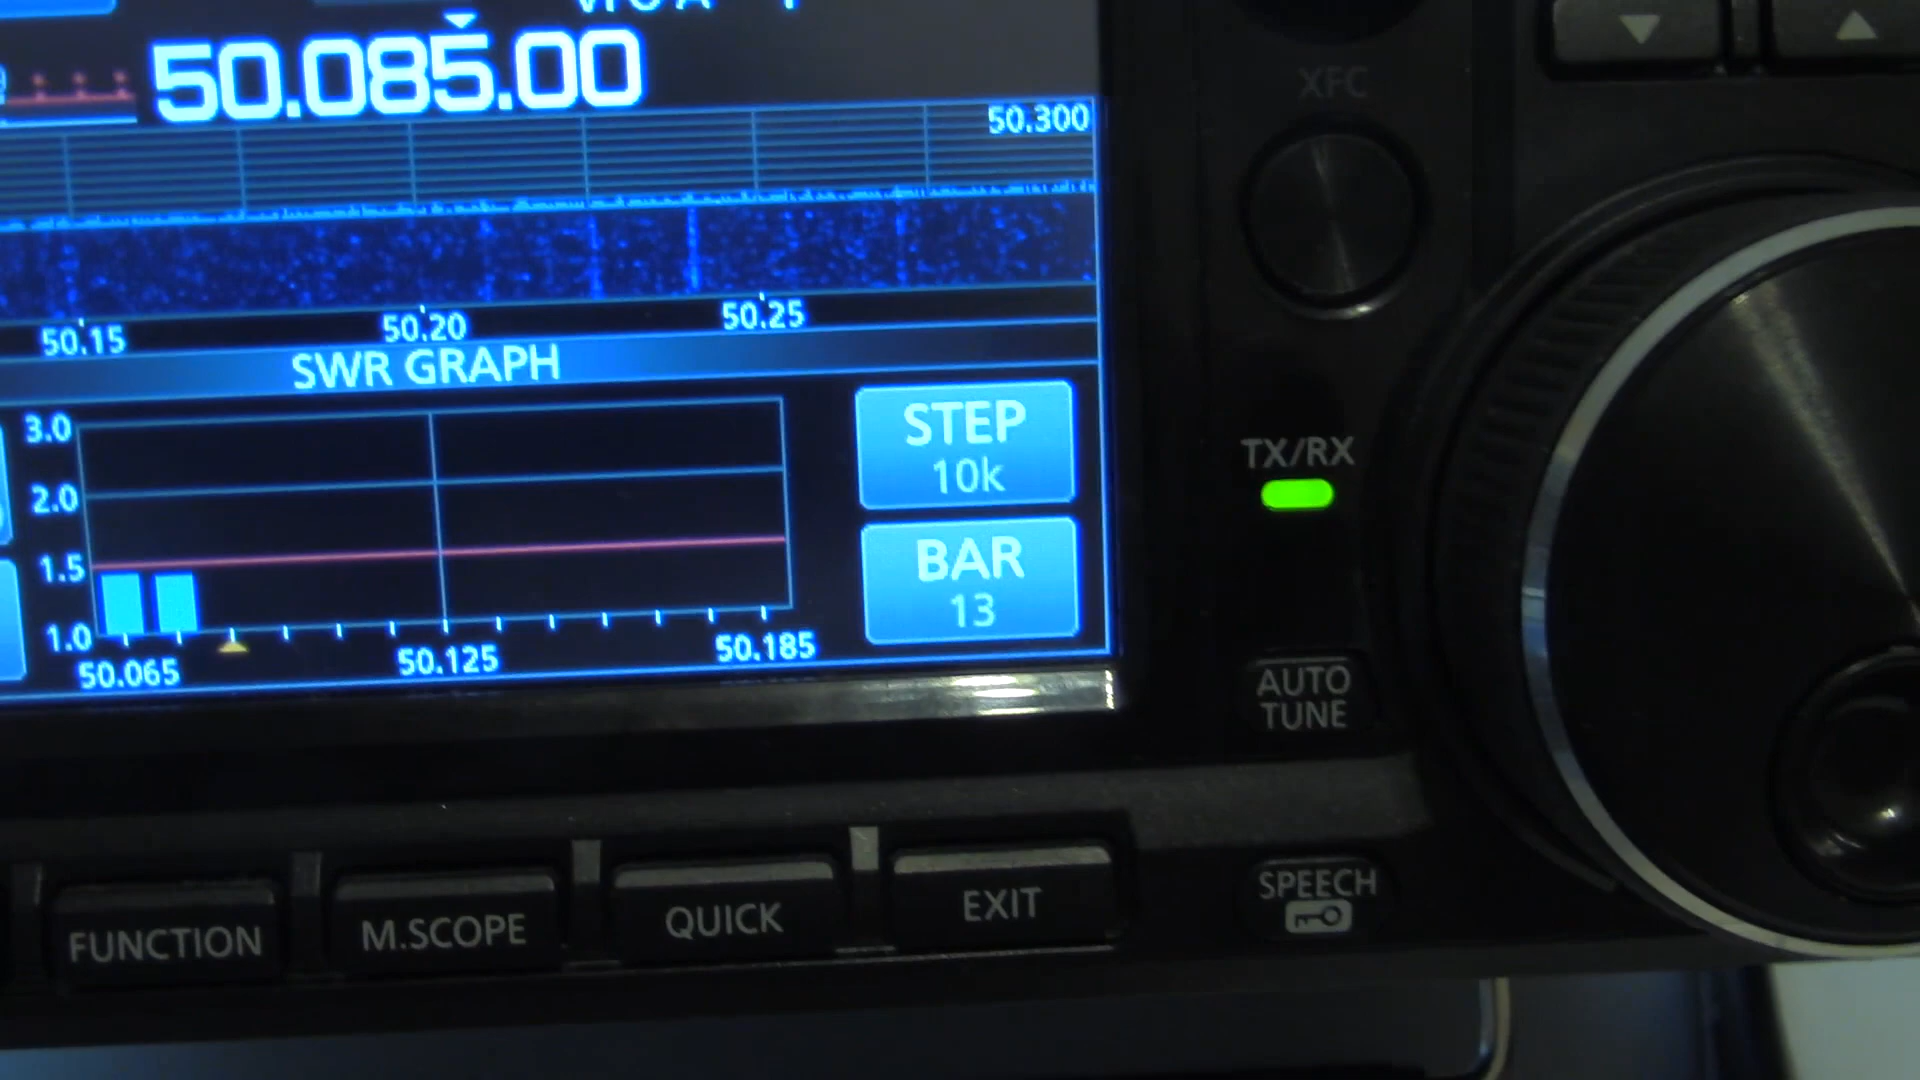 VFO A
50.085.00
50.300
50.15
50.20
50.25
SWR GRAPH
3.0
2.0
1.5
1.0
50.065
50.125
50.185
STEP
10k
BAR
13
XFC
TX/RX
AUTO
TUNE
SPEECH
FUNCTION
M.SCOPE
QUICK
EXIT